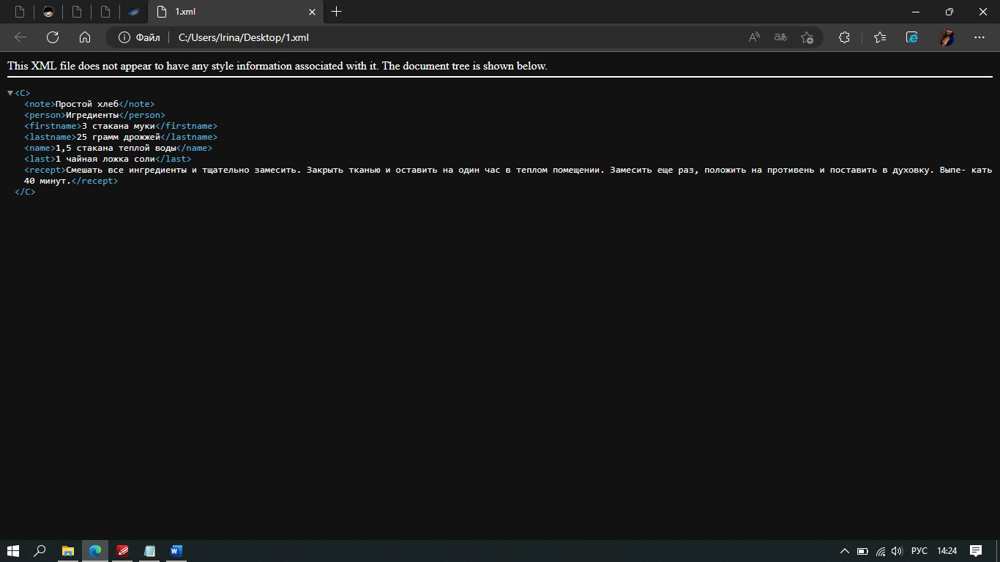 1.xml
Файл
C:/Users/Irina/Desktop/1.xml
This XML file does not appear to have any style information associated with it. The document tree is shown below.
<C>
<note>Простой хлеб</note>
<person>Игредиенты</person>
<firstname>3 стакана муки</firstname>
<lastname>25 грамм дрожжей</lastname>
<name>1,5 стакана теплой воды</name>
<last>1 чайная ложка соли</last>
<recept>Смешать все ингредиенты и тщательно замесить. Закрыть тканью и оставить на один час в теплом помещении. Замесить еще раз, положить на противень и поставить в духовку. Выпе- кать
40 минут.</recept>
</C>
РУС 14:24